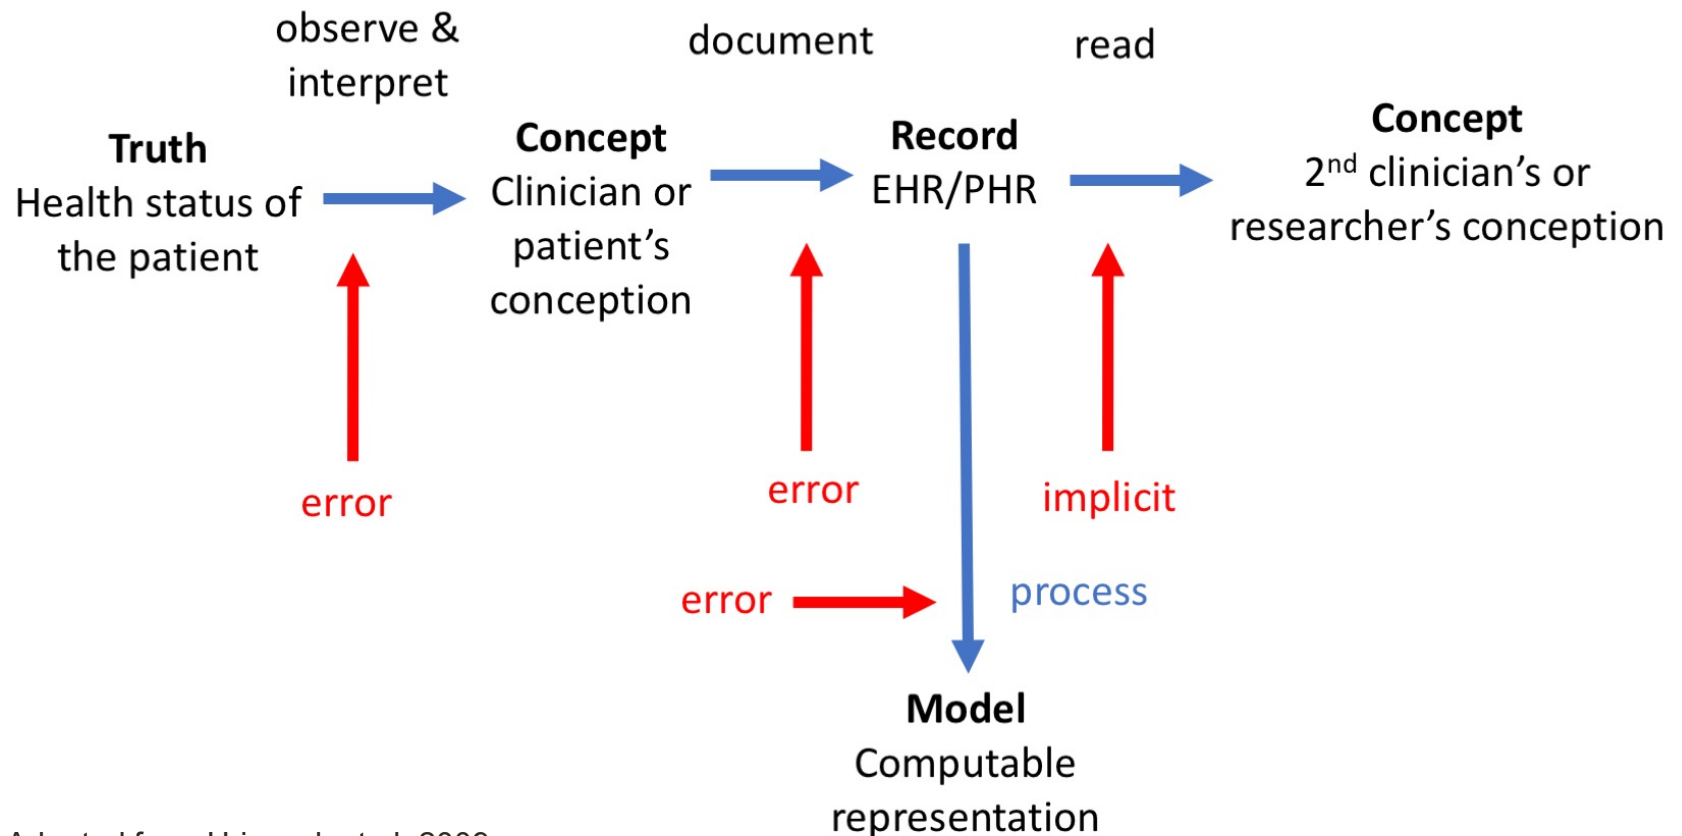 observe &
interpret
document
read
Truth
Health status of
the patient
Concept
Clinician or
patient’s
conception
Record
EHR/PHR
Concept
2nd clinician’s or
researcher’s conception
error
error
implicit
error
process
Model
Computable
representation